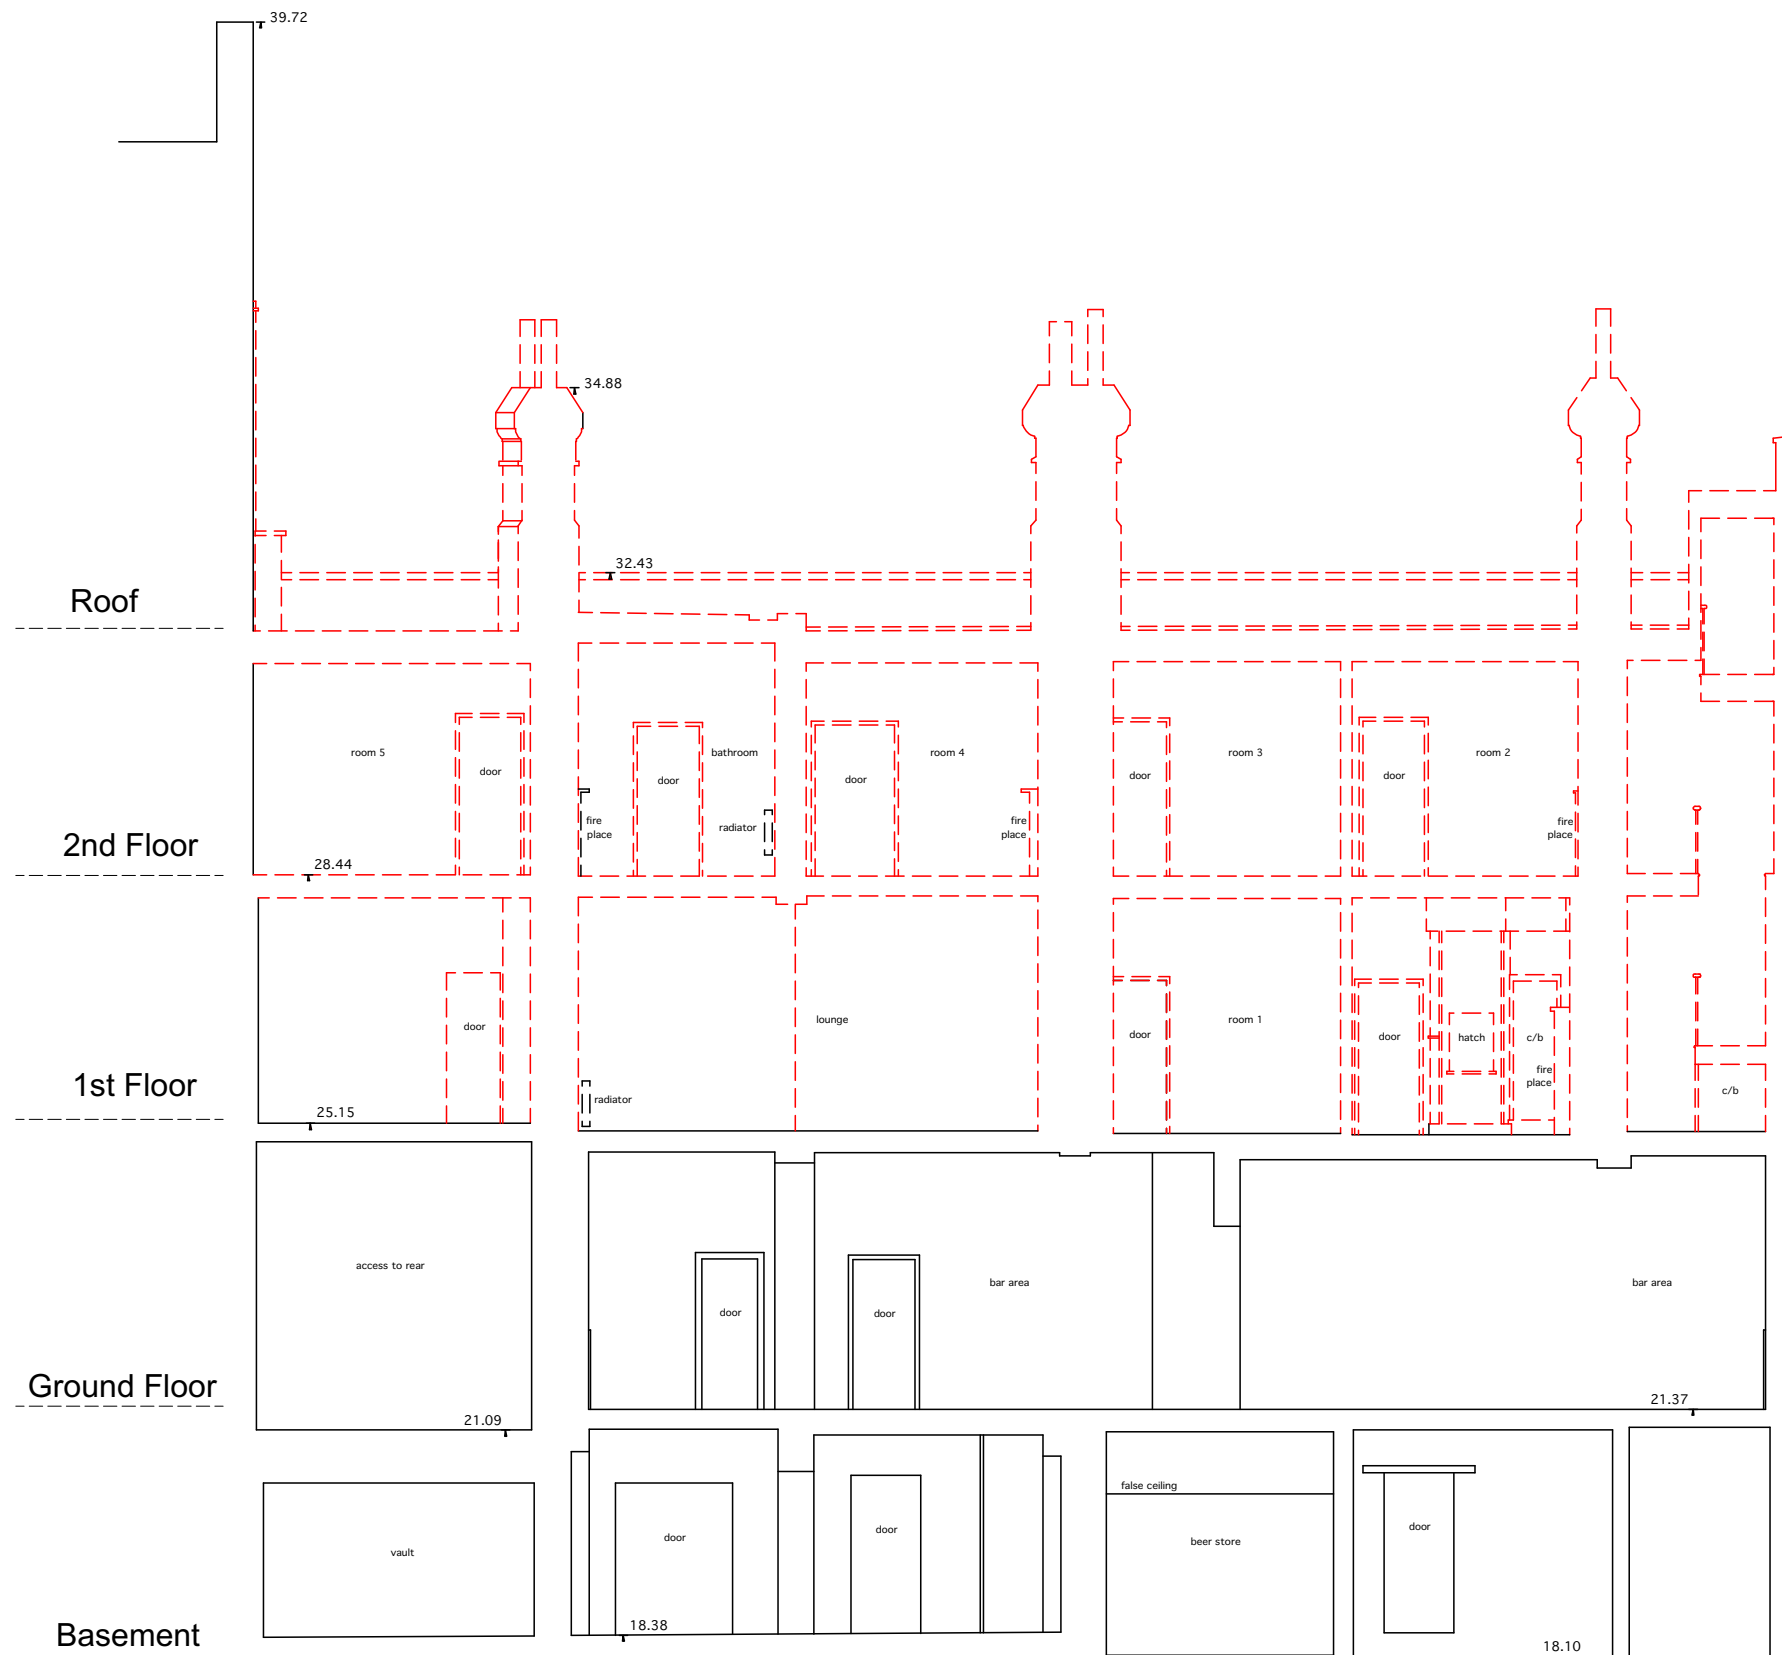 39.72
34.88
32.43
Roof
room 5
door
bathroom
door
room 4
door
room 3
door
room 2
door
fire
place
radiator
fire
place
fire
place
2nd Floor
28.44
door
lounge
room 1
door
door
hatch
c/b
fire
place
c/b
radiator
1st Floor
25.15
access to rear
door
door
bar area
bar area
Ground Floor
21.09
21.37
false ceiling
vault
door
door
beer store
door
Basement
18.38
18.10